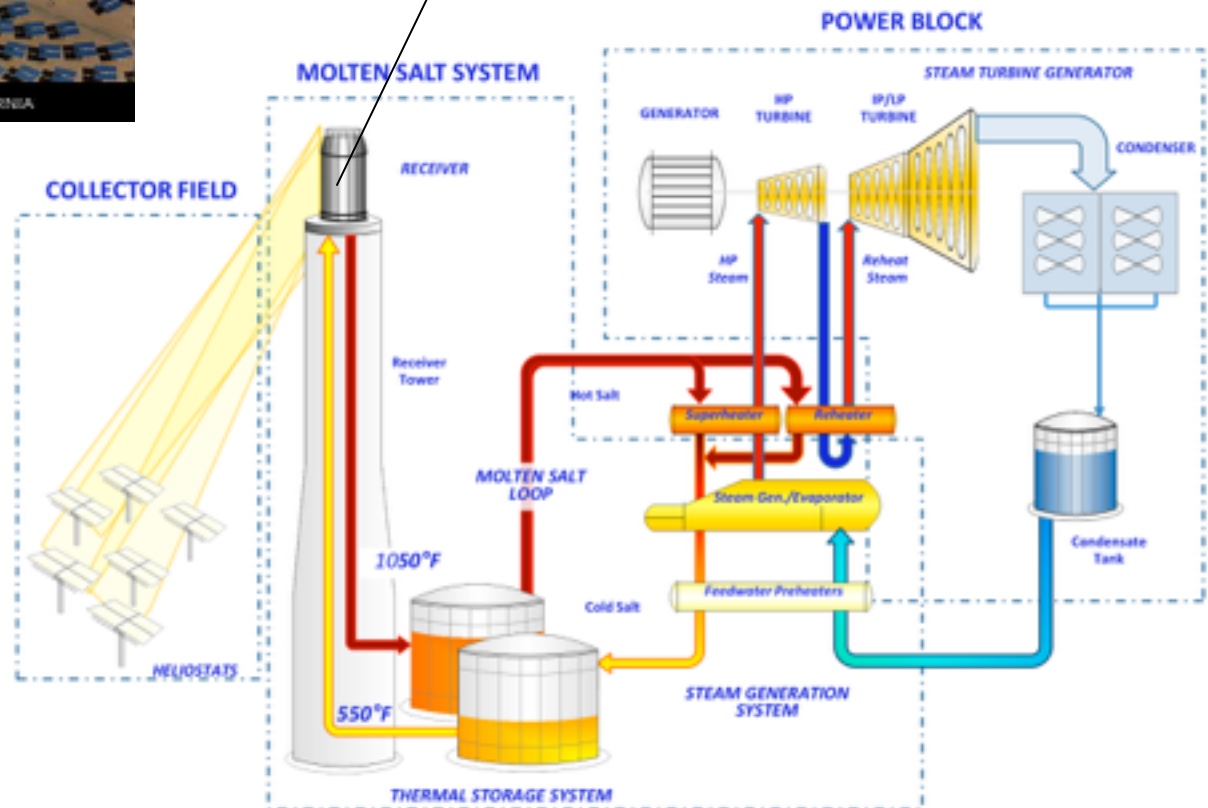 POWER BLOCK
MOLTEN SALT SYSTEM
STEAM TURBINE GENERATOR
GENERATOR
HP
TURBINE
IP/LP
TURBINE
CONDENSER
RECEIVER
COLLECTOR FIELD
HP
Steam
Reheat
Steam
Receiver
Tower
Hot Salt
Superheater
Reheater
MOLTEN SALT
LOOP
Steam Gen./Evaporator
Condensate
Tank
1050°F
Feedwater Preheaters
Cold Salt
HELIOSTATS
STEAM GENERATION
SYSTEM
550°F
THERMAL STORAGE SYSTEM